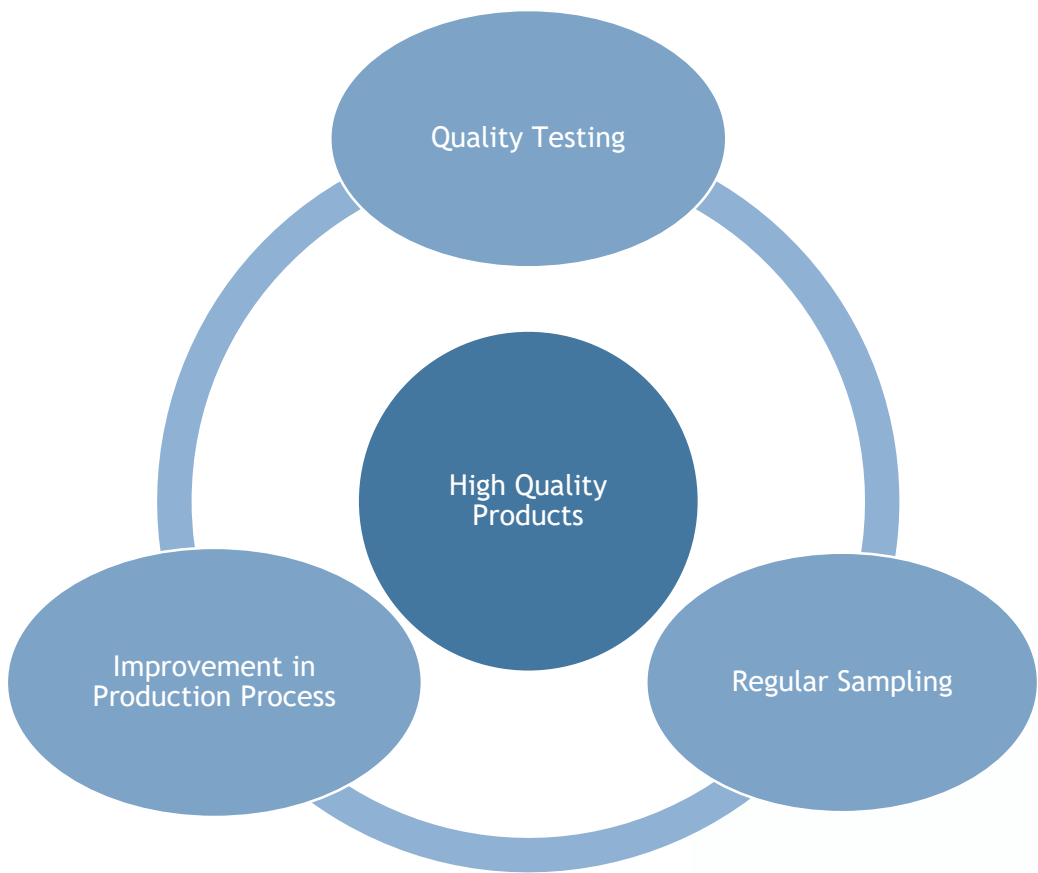 Quality Testing
High Quality
Products
Improvement in
Production Process
Regular Sampling